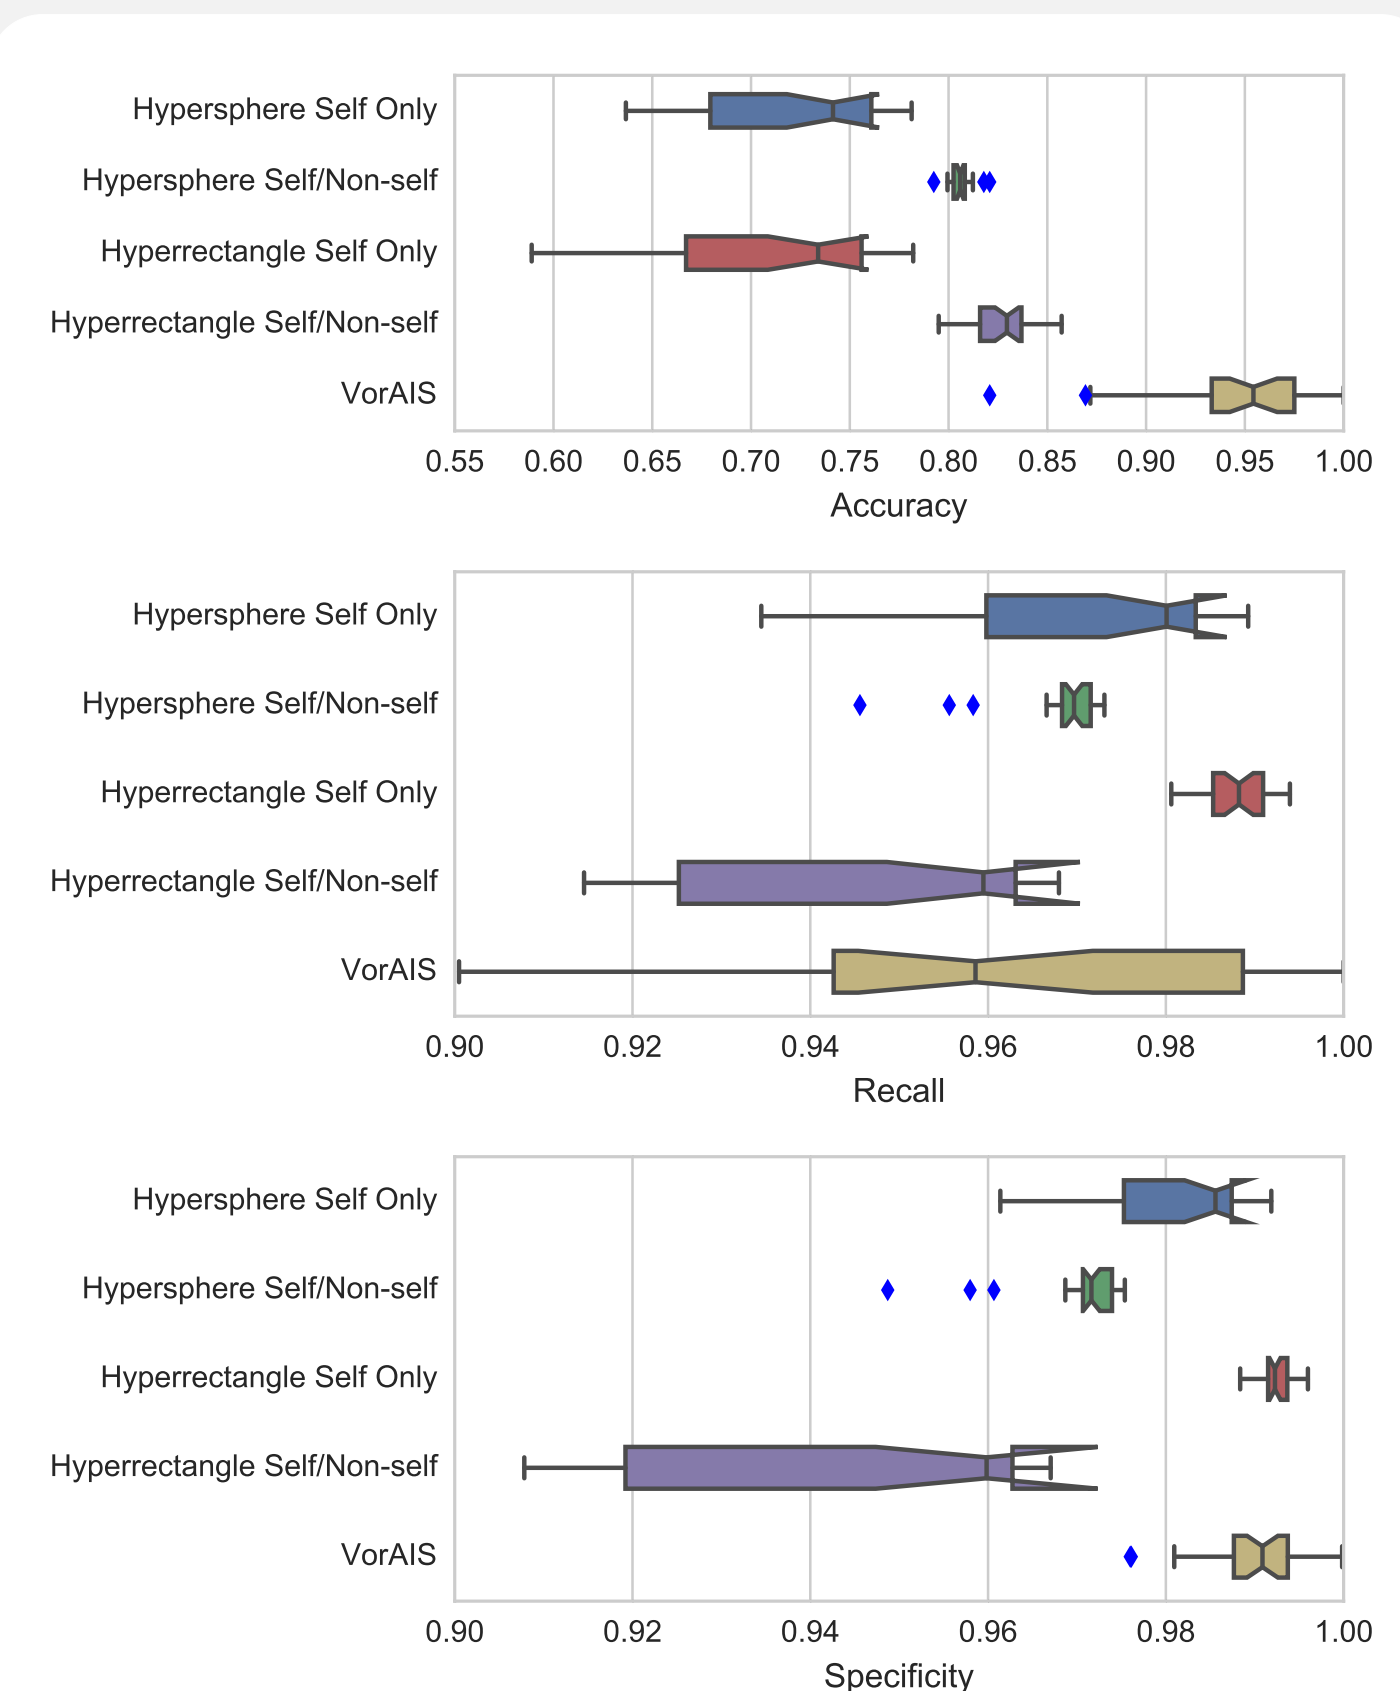 Hypersphere Self Only
Hypersphere Self/Non-self
Hyperrectangle Self Only
Hyperrectangle Self/Non-self
VorAIS
0.55 0.60 0.65 0.70 0.75 0.80 0.85 0.90 0.95 1.00
Accuracy
Hypersphere Self Only
Hypersphere Self/Non-self
Hyperrectangle Self Only
Hyperrectangle Self/Non-self
VorAIS
0.90 0.92 0.94 0.96 0.98 1.00
Recall
Hypersphere Self Only
Hypersphere Self/Non-self
Hyperrectangle Self Only
Hyperrectangle Self/Non-self
VorAIS
0.90 0.92 0.94 0.96 0.98 1.00
Specificity